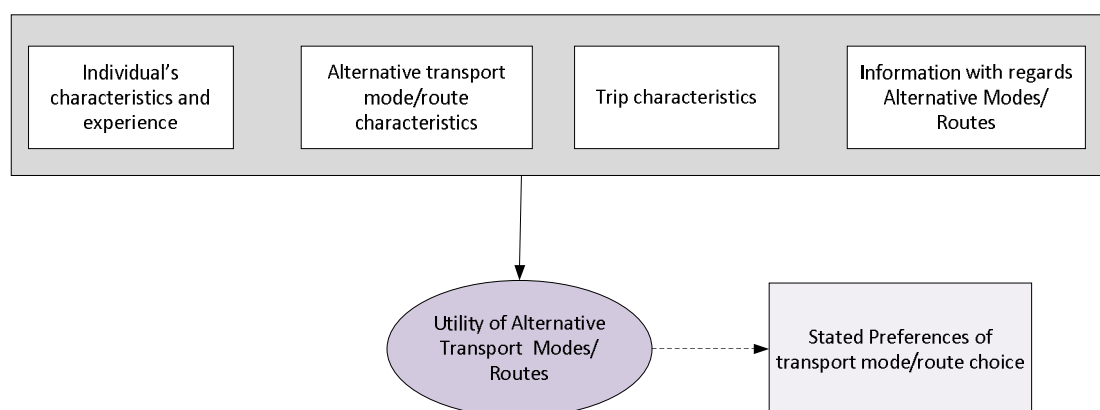 Individual's
characteristics and
experience
Alternative transport
mode/route
characteristics
Trip characteristics
Information with regards
Alternative Modes/
Routes
Utility of Alternative
Transport Modes/
Routes
Stated Preferences of
transport mode/route choice